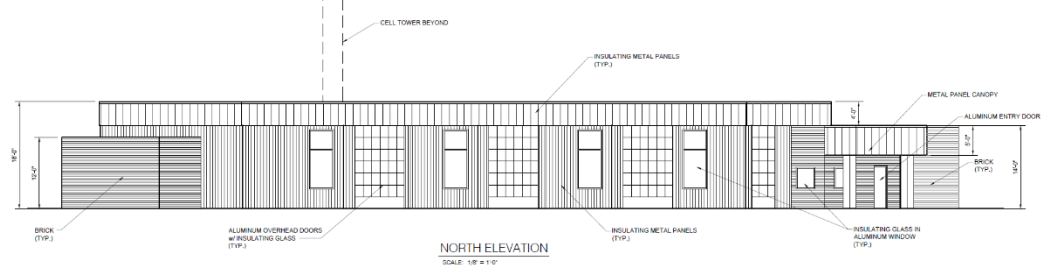 CELL TOWER BEYOND
INSULATING METAL PANELS
(TYP.)
METAL PANEL CANOPY
ALUMINUM ENTRY DOOR
18'-0"
12'-0"
4'-0"
5'-0"
14'-0"
BRICK
(TYP.)
BRICK
(TYP.)
ALUMINUM OVERHEAD DOORS
w/ INSULATING GLASS
(TYP.)
INSULATING METAL PANELS
(TYP.)
INSULATING GLASS IN
ALUMINUM WINDOW
(TYP.)
NORTH ELEVATION
SCALE: 1/8" = 1'-0"